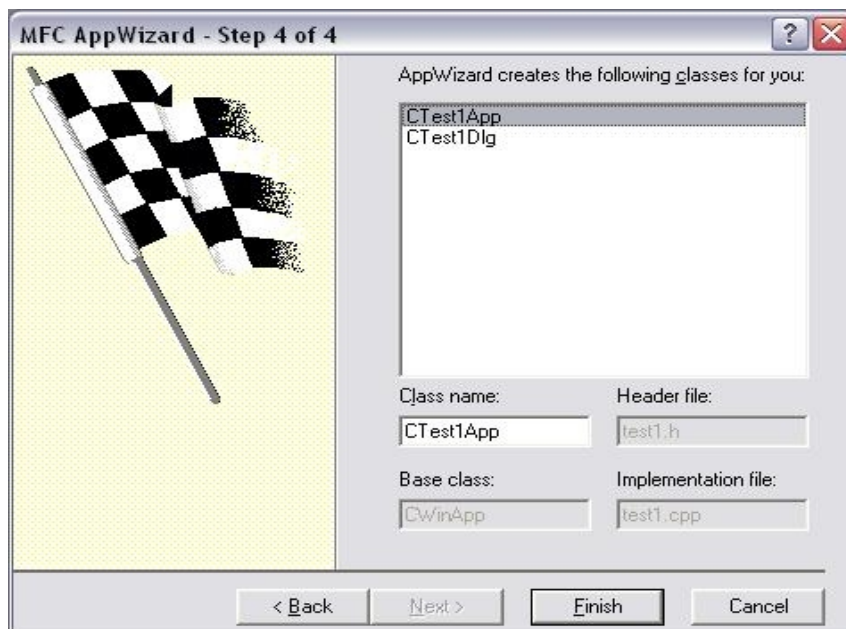 MFC AppWizard - Step 4 of 4
?
AppWizard creates the following classes for you:
CTest1App
CTest1Dlg
Class name:
Header file:
CTest1App
test1.h
Base class:
Implementation file:
CWinApp
test1.cpp
< Back
Next >
Finish
Cancel